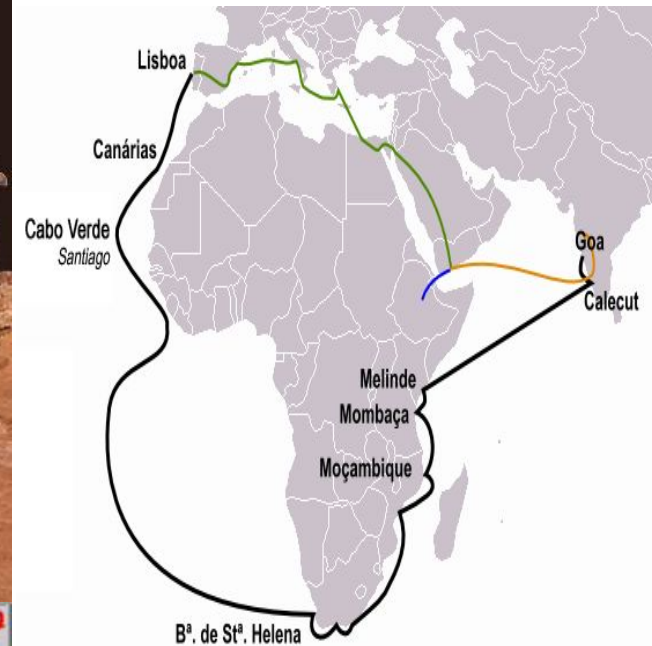 Lisboa
Canárias
Cabo Verde
Santiago
Goa
Calecut
Melinde
Mombaça
Moçambique
Bª. de Stª. Helena